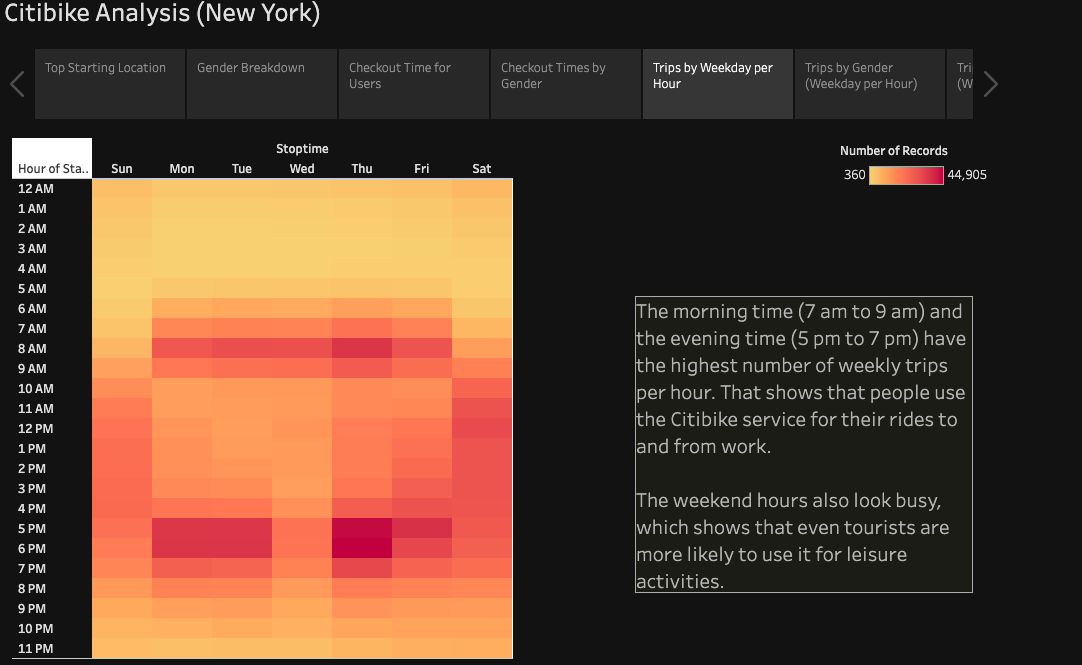 Citibike Analysis (New York)
Top Starting Location
Gender Breakdown
Checkout Time for
Users
Checkout Times by
Gender
Trips by Weekday per
Hour
Trips by Gender
(Weekday per Hour)
Tri
(W
Stoptime
Hour of Sta..
Sun Mon Tue Wed Thu Fri Sat
12 AM
1 AM
2 AM
3 AM
4 AM
5 AM
6 AM
7 AM
8 AM
9 AM
10 AM
11 AM
12 PM
1 PM
2 PM
3 PM
4 PM
5 PM
6 PM
7 PM
8 PM
9 PM
10 PM
11 PM
Number of Records
360 44,905
The morning time (7 am to 9 am) and
the evening time (5 pm to 7 pm) have
the highest number of weekly trips
per hour. That shows that people use
the Citibike service for their rides to
and from work.
The weekend hours also look busy,
which shows that even tourists are
more likely to use it for leisure
activities.